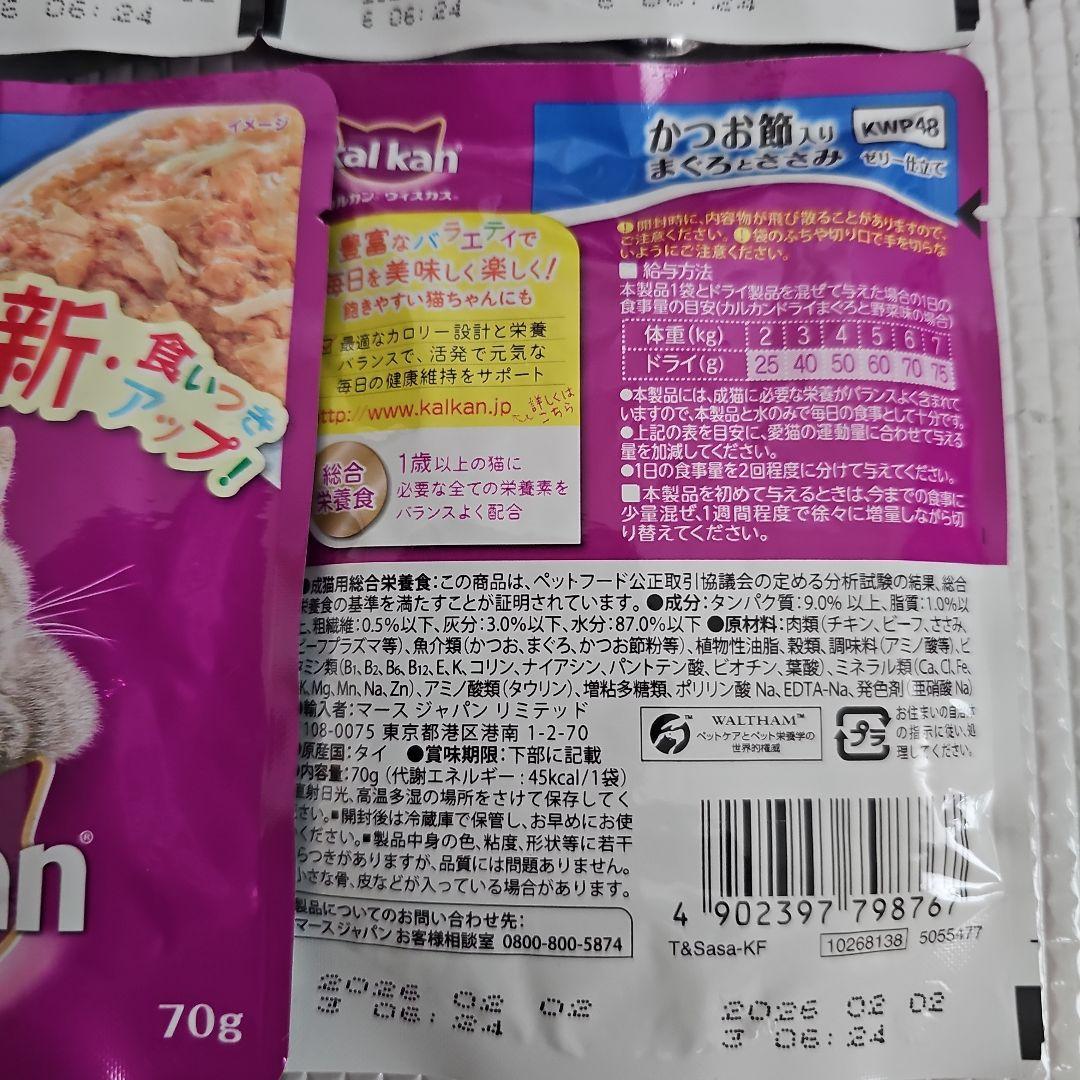 6 06:24
6 06:24
イメージ
新・食いつき
アップ!
70g
kal kan
カルカン ウィスカス
かつお節入り
まぐろとささみ
KWP48
ゼリー仕立て
豊富なバラエティで
毎日を美味しく楽しく!
飽きやすい猫ちゃんにも
最適なカロリー設計と栄養
バランスで、活発で元気な
毎日の健康維持をサポート
http://www.kalkan.jp
詳しくは
こちら
総合
栄養食
1歳以上の猫に
必要な全ての栄養素を
バランスよく配合
開封時に、内容物が飛び散ることがありますので、
ご注意ください。 袋のふちや切り口で手を切らな
いようにご注意ください。
■給与方法
本製品1袋とドライ製品を混ぜて与えた場合の1日の
食事量の目安(カルカンドライまぐろと野菜味の場合)
体重(kg) 2 3 4 5 6 7
ドライ(g) 25 40 50 60 70 75
●本製品には、成猫に必要な栄養がバランスよく含まれて
いますので、本製品と水のみで毎日の食事として十分です。
●上記の表を目安に、愛猫の運動量に合わせて与える
量を加減してください。
●1日の食事量を2回程度に分けて与えてください。
■本製品を初めて与えるときは、今までの食事に
少量混ぜ、1週間程度で徐々に増量しながら切
り替えてください。
●成猫用総合栄養食:この商品は、ペットフード公正取引協議会の定める分析試験の結果、総合
栄養食の基準を満たすことが証明されています。●成分:タンパク質:9.0% 以上、脂質:1.0%以
上、粗繊維:0.5%以下、灰分:3.0%以下、水分:87.0%以下 ●原材料:肉類(チキン、ビーフ、ささみ、
ビーフプラズマ等)、魚介類(かつお、まぐろ、かつお節粉等)、植物性油脂、穀類、調味料(アミノ酸等)、ビ
タミン類(B1, B2, B6, B12, E, K, コリン、ナイアシン、パントテン酸、ビオチン、葉酸)、ミネラル類(Ca, Cl, Fe,
K, Mg, Mn, Na, Zn)、アミノ酸類(タウリン)、増粘多糖類、ポリリン酸 Na、EDTA-Na、発色剤(亜硝酸 Na)
●輸入者:マース ジャパン リミテッド
108-0075 東京都港区港南 1-2-70
●原産国:タイ ●賞味期限:下部に記載
●内容量:70g (代謝エネルギー:45kcal/1袋)
直射日光、高温多湿の場所をさけて保存してく
ださい。■開封後は冷蔵庫で保管し、お早めにお使
いください。■製品中身の色、粘度、形状等に若干
ばらつきがありますが、品質には問題ありません。
小さな骨、皮などが入っている場合があります。
製品についてのお問い合わせ先:
マースジャパン お客様相談室 0800-800-5874
WALTHAM™
ペットケアとペット栄養学の
世界的権威
プラ
お住まいの自治体
の指示に従い、処
理してください。
4 902397 798767
T&Sasa-KF 10268138 5055477
2026 02 02
3 06:24
2026 02 02
3 06:24
an®